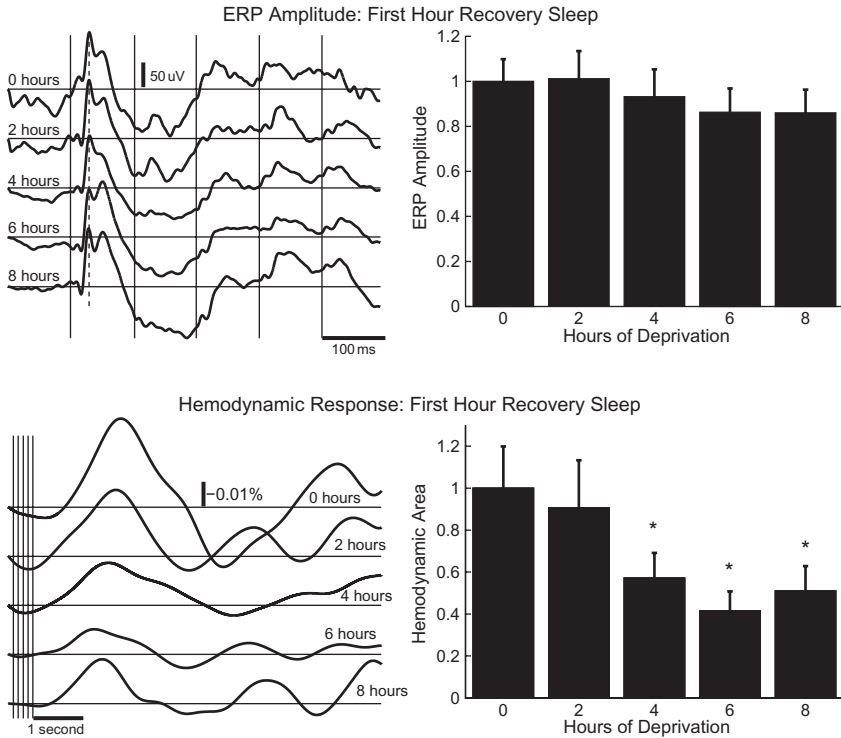 ERP Amplitude: First Hour Recovery Sleep
0 hours
2 hours
4 hours
6 hours
8 hours
50 uV
100 ms
ERP Amplitude
1.2
1
0.8
0.6
0.4
0.2
0
0 2 4 6 8
Hours of Deprivation
Hemodynamic Response: First Hour Recovery Sleep
−0.01%
0 hours
2 hours
4 hours
6 hours
8 hours
1 second
Hemodynamic Area
1.2
1
0.8
0.6
0.4
0.2
0
* * *
0 2 4 6 8
Hours of Deprivation